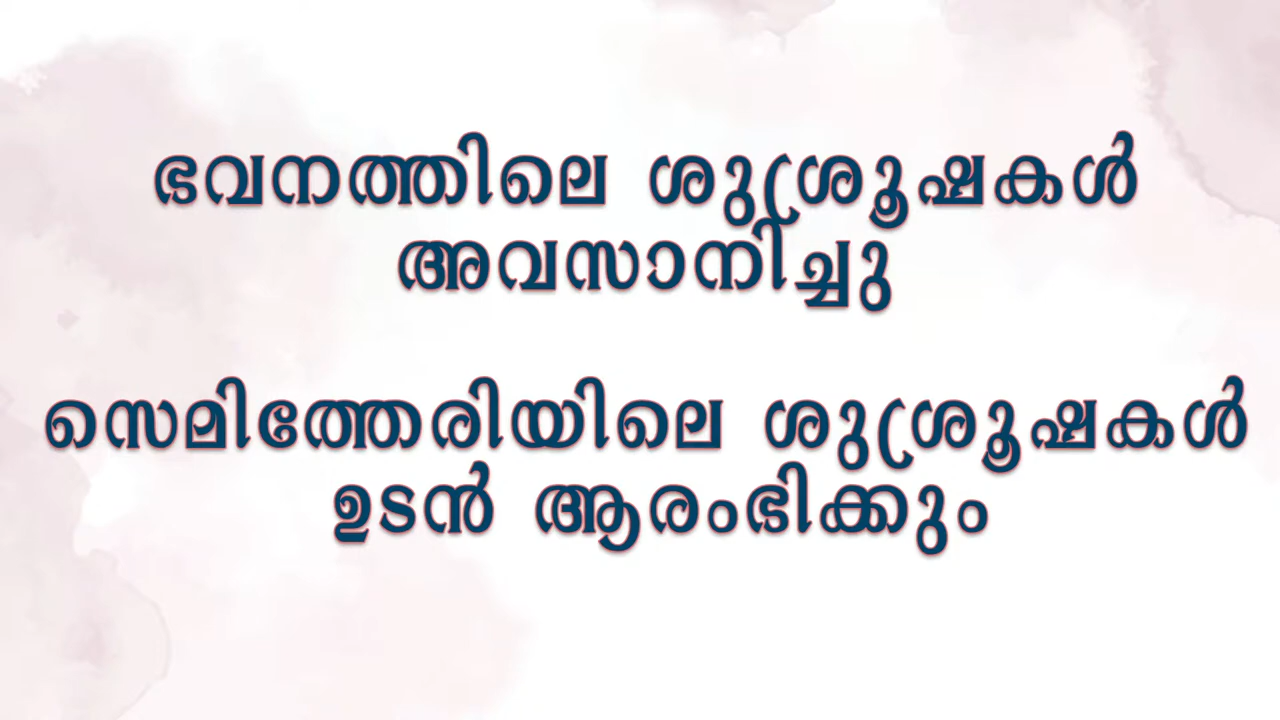 ഭവനത്തിലെ ശുശ്രൂഷകൾ
അവസാനിച്ചു
സെമിത്തേരിയിലെ ശുശ്രൂഷകൾ
ഉടൻ ആരംഭിക്കും